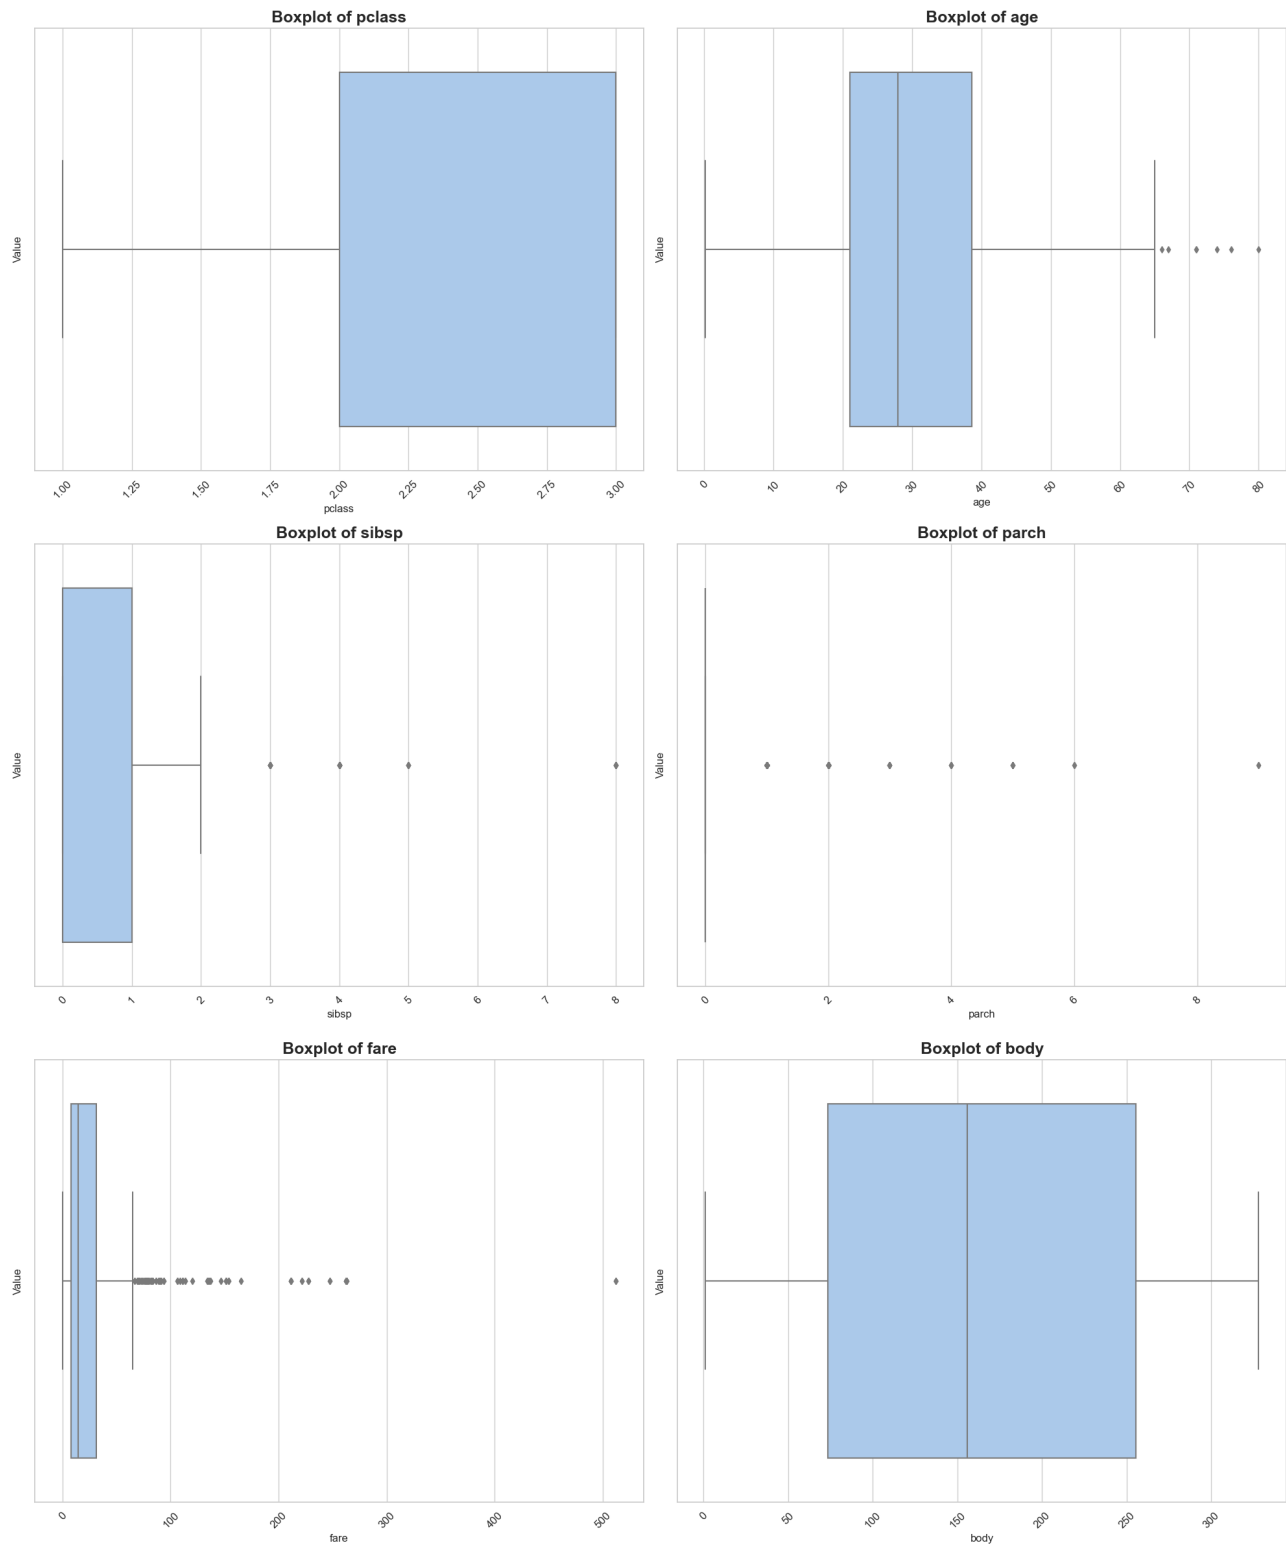 Boxplot of pclass
Value
1.00 1.25 1.50 1.75 2.00 2.25 2.50 2.75 3.00
pclass
Boxplot of age
Value
0 10 20 30 40 50 60 70 80
age
Boxplot of sibsp
Value
0 1 2 3 4 5 6 7 8
sibsp
Boxplot of parch
Value
0 2 4 6 8
parch
Boxplot of fare
Value
0 100 200 300 400 500
fare
Boxplot of body
Value
0 50 100 150 200 250 300
body